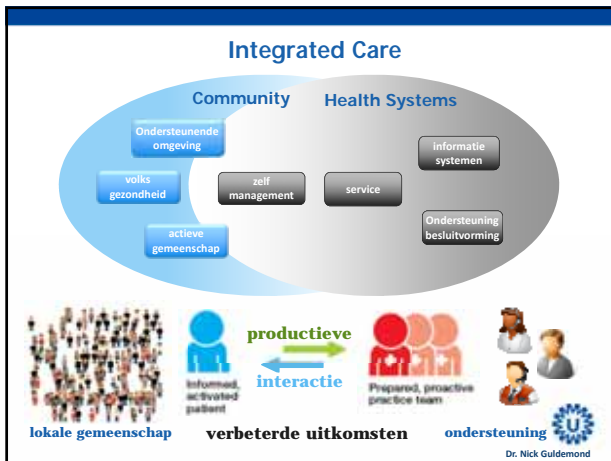 Integrated Care
Community
Health Systems
Ondersteunende
omgeving
volks
gezondheid
actieve
gemeenschap
zelf
management
service
informatie
systemen
Ondersteuning
besluitvorming
productieve
interactie
Informed,
activated
patient
Prepared, proactive
practice team
lokale gemeenschap
verbeterde uitkomsten
ondersteuning
U
Dr. Nick Guldemond